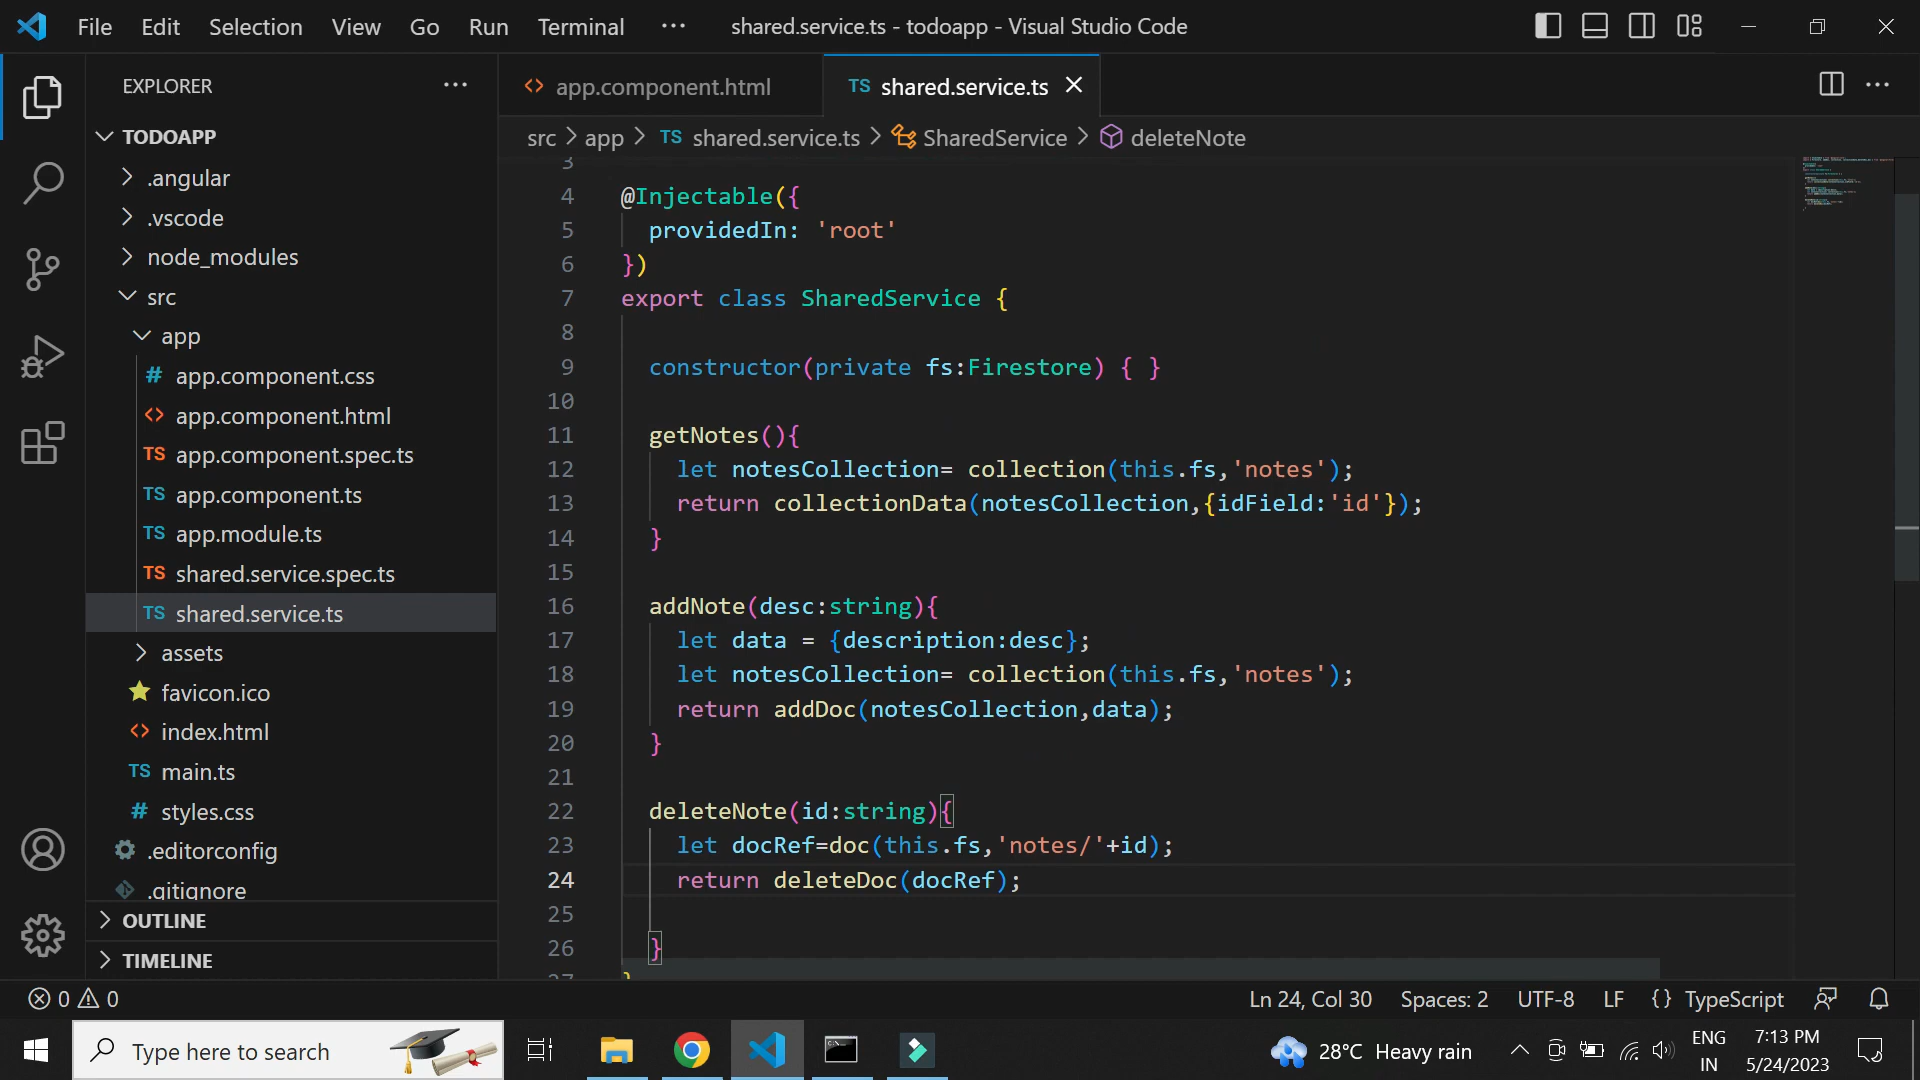 File Edit Selection View Go Run Terminal ··· shared.service.ts - todoapp - Visual Studio Code
EXPLORER ···
TODOAPP
.angular
.vscode
node_modules
src
app
# app.component.css
<> app.component.html
TS app.component.spec.ts
TS app.component.ts
TS app.module.ts
TS shared.service.spec.ts
TS shared.service.ts
assets
favicon.ico
<> index.html
TS main.ts
# styles.css
.editorconfig
.gitignore
OUTLINE
TIMELINE
<> app.component.html
TS shared.service.ts
src > app > TS shared.service.ts > SharedService > deleteNote
3
4 @Injectable({
5   providedIn: 'root'
6 })
7 export class SharedService {
8
9   constructor(private fs:Firestore) { }
10
11   getNotes(){
12     let notesCollection= collection(this.fs,'notes');
13     return collectionData(notesCollection,{idField:'id'});
14   }
15
16   addNote(desc:string){
17     let data = {description:desc};
18     let notesCollection= collection(this.fs,'notes');
19     return addDoc(notesCollection,data);
20   }
21
22   deleteNote(id:string){
23     let docRef=doc(this.fs,'notes/'+id);
24     return deleteDoc(docRef);
25
26   }
27 }
0 0 Ln 24, Col 30 Spaces: 2 UTF-8 LF {} TypeScript
Type here to search
28°C Heavy rain
ENG
IN
7:13 PM
5/24/2023